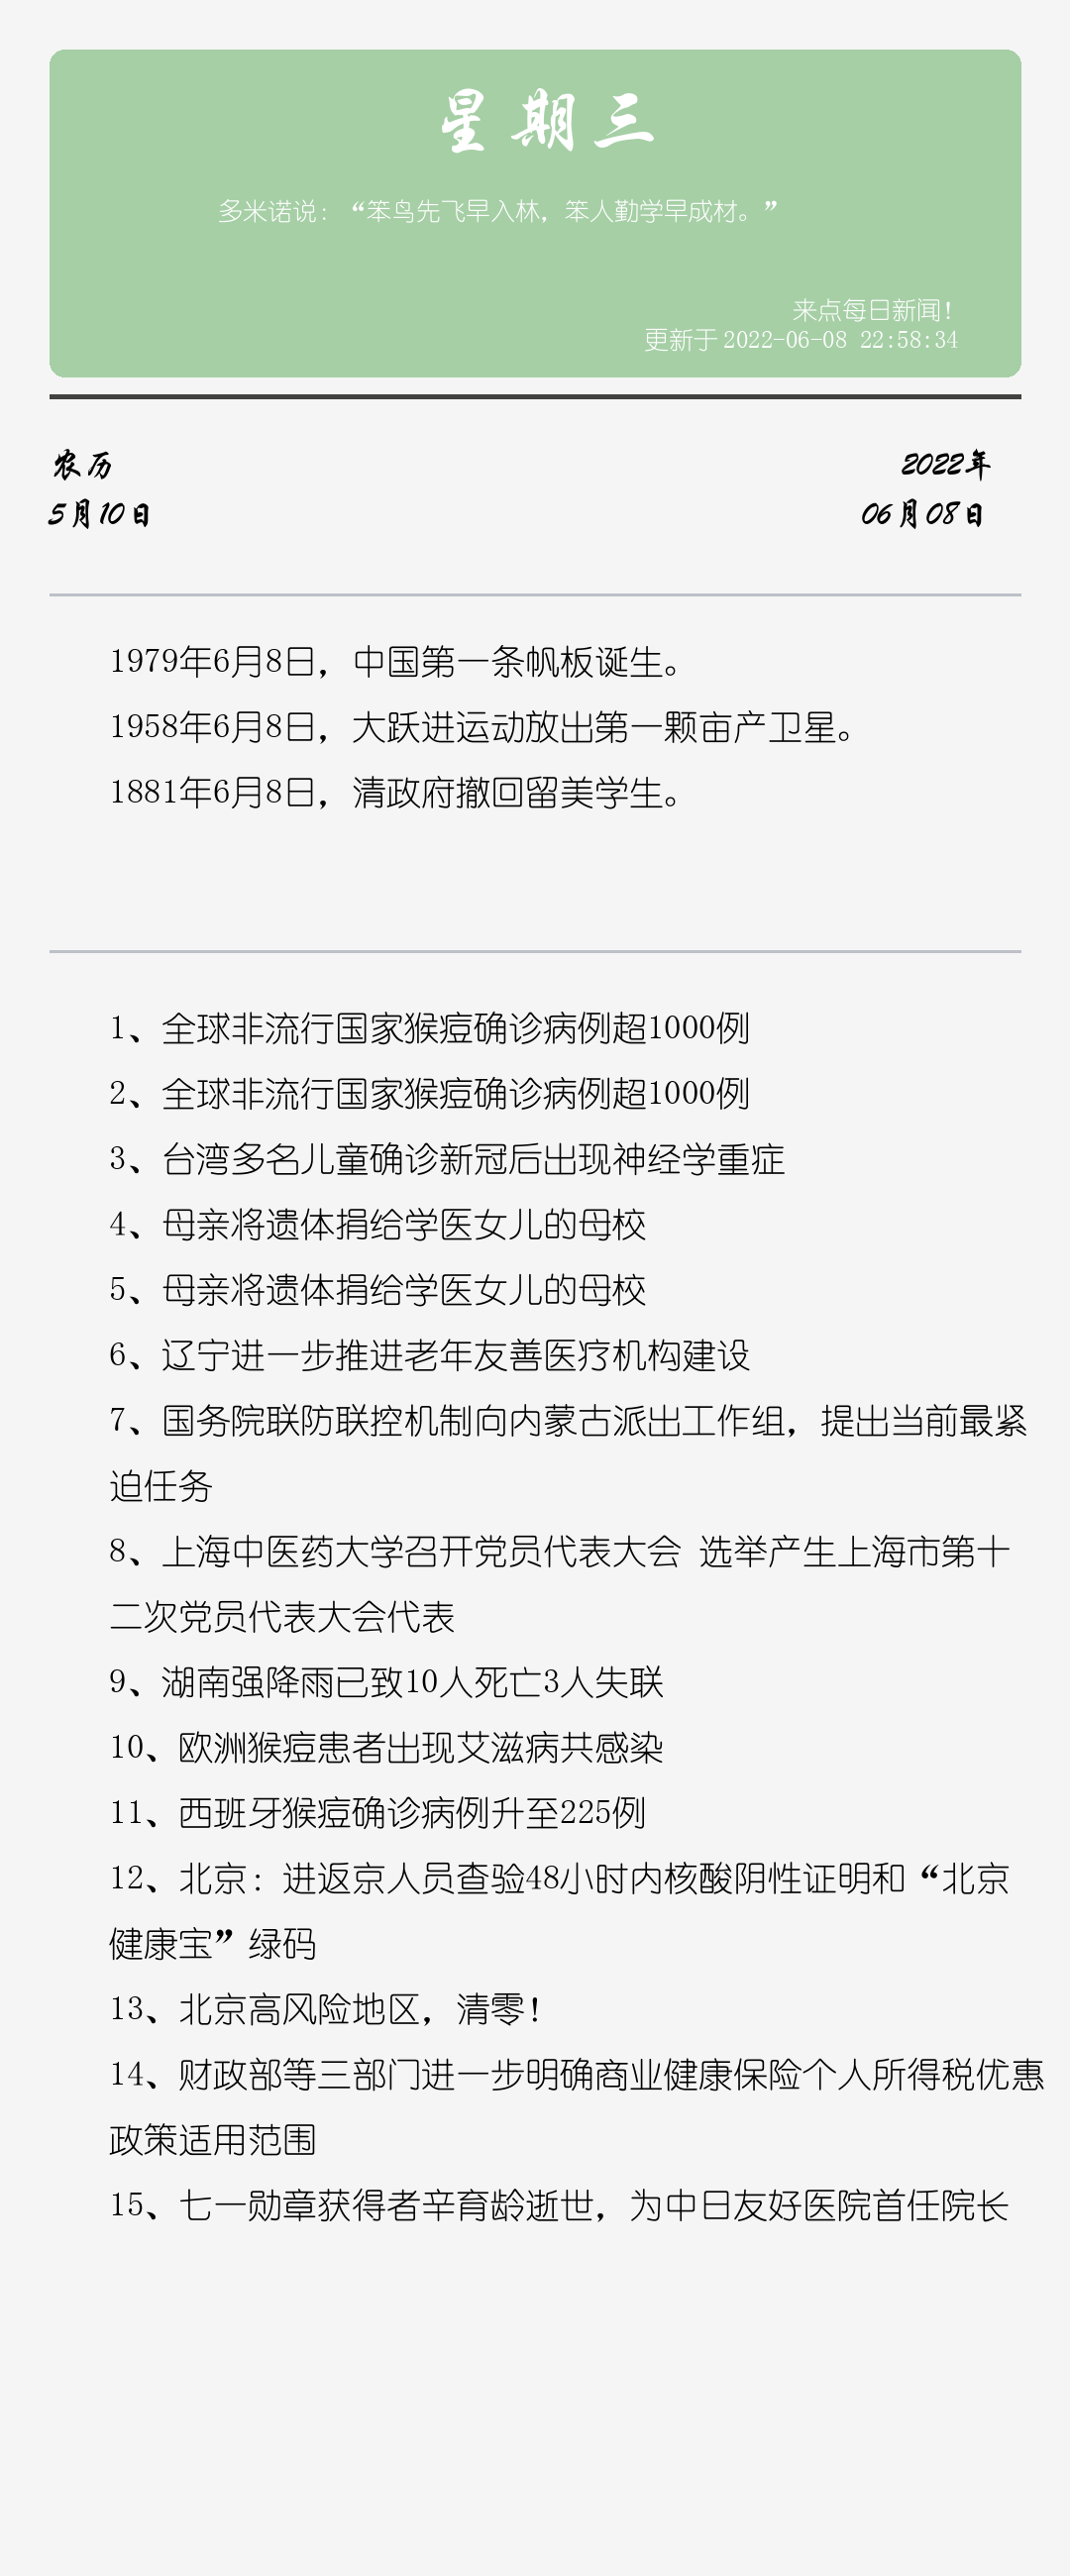 星期三
多米诺说：“笨鸟先飞早入林，笨人勤学早成材。”
来点每日新闻！
更新于 2022-06-08 22:58:34
农历
2022年
5月10日
06月08日
1979年6月8日，中国第一条帆板诞生。
1958年6月8日，大跃进运动放出第一颗亩产卫星。
1881年6月8日，清政府撤回留美学生。
1、全球非流行国家猴痘确诊病例超1000例
2、全球非流行国家猴痘确诊病例超1000例
3、台湾多名儿童确诊新冠后出现神经学重症
4、母亲将遗体捐给学医女儿的母校
5、母亲将遗体捐给学医女儿的母校
6、辽宁进一步推进老年友善医疗机构建设
7、国务院联防联控机制向内蒙古派出工作组，提出当前最紧
迫任务
8、上海中医药大学召开党员代表大会 选举产生上海市第十
二次党员代表大会代表
9、湖南强降雨已致10人死亡3人失联
10、欧洲猴痘患者出现艾滋病共感染
11、西班牙猴痘确诊病例升至225例
12、北京：进返京人员查验48小时内核酸阴性证明和“北京
健康宝”绿码
13、北京高风险地区，清零！
14、财政部等三部门进一步明确商业健康保险个人所得税优惠
政策适用范围
15、七一勋章获得者辛育龄逝世，为中日友好医院首任院长